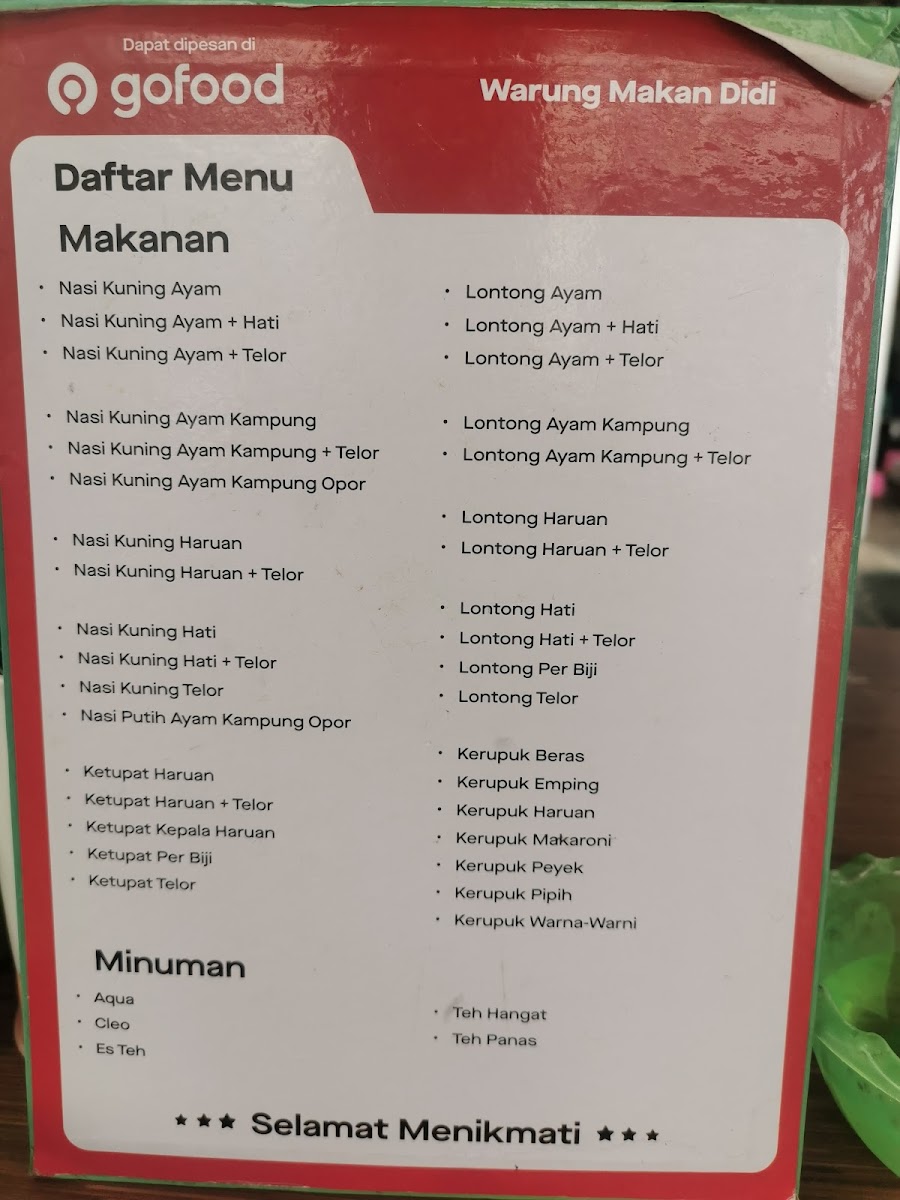 Dapat dipesan di
gofood
Warung Makan Didi
Daftar Menu
Makanan
• Nasi Kuning Ayam
• Nasi Kuning Ayam + Hati
• Nasi Kuning Ayam + Telor
• Nasi Kuning Ayam Kampung
• Nasi Kuning Ayam Kampung + Telor
• Nasi Kuning Ayam Kampung Opor
• Nasi Kuning Haruan
• Nasi Kuning Haruan + Telor
• Nasi Kuning Hati
• Nasi Kuning Hati + Telor
• Nasi Kuning Telor
• Nasi Putih Ayam Kampung Opor
• Ketupat Haruan
• Ketupat Haruan + Telor
• Ketupat Kepala Haruan
• Ketupat Per Biji
• Ketupat Telor
• Lontong Ayam
• Lontong Ayam + Hati
• Lontong Ayam + Telor
• Lontong Ayam Kampung
• Lontong Ayam Kampung + Telor
• Lontong Haruan
• Lontong Haruan + Telor
• Lontong Hati
• Lontong Hati + Telor
• Lontong Per Biji
• Lontong Telor
• Kerupuk Beras
• Kerupuk Emping
• Kerupuk Haruan
• Kerupuk Makaroni
• Kerupuk Peyek
• Kerupuk Pipih
• Kerupuk Warna-Warni
Minuman
• Aqua
• Cleo
• Es Teh
• Teh Hangat
• Teh Panas
★ ★ ★ Selamat Menikmati ★ ★ ★